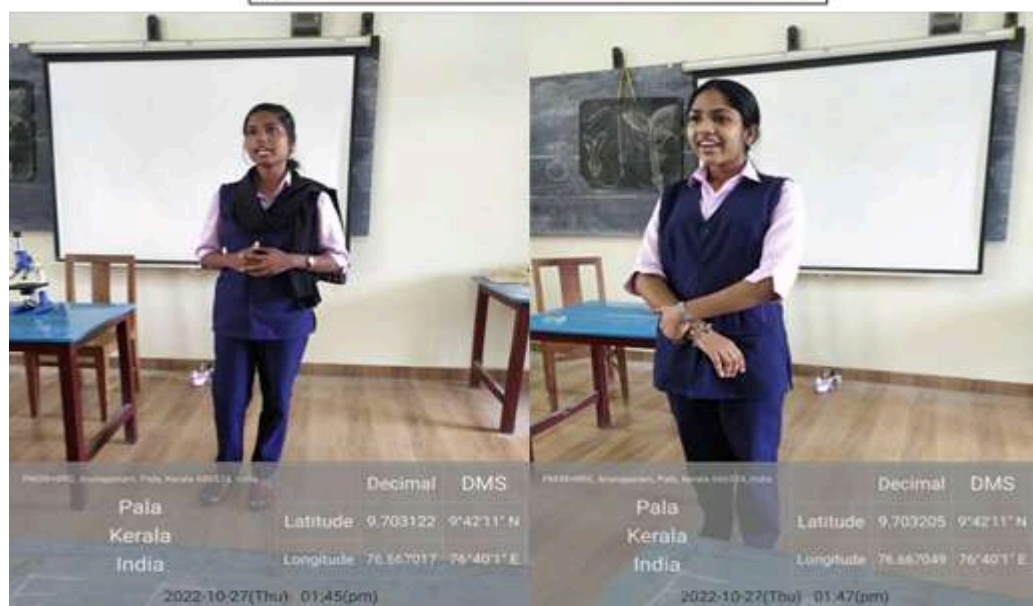 Decimal DMS
Pala
Kerala
India
Latitude 9.703122 9°42'11" N
Longitude 76.667017 76°40'1" E
2022-10-27(Thu) 01:45(pm)
Decimal DMS
Pala
Kerala
India
Latitude 9.703205 9°42'11" N
Longitude 76.667049 76°40'1" E
2022-10-27(Thu) 01:47(pm)